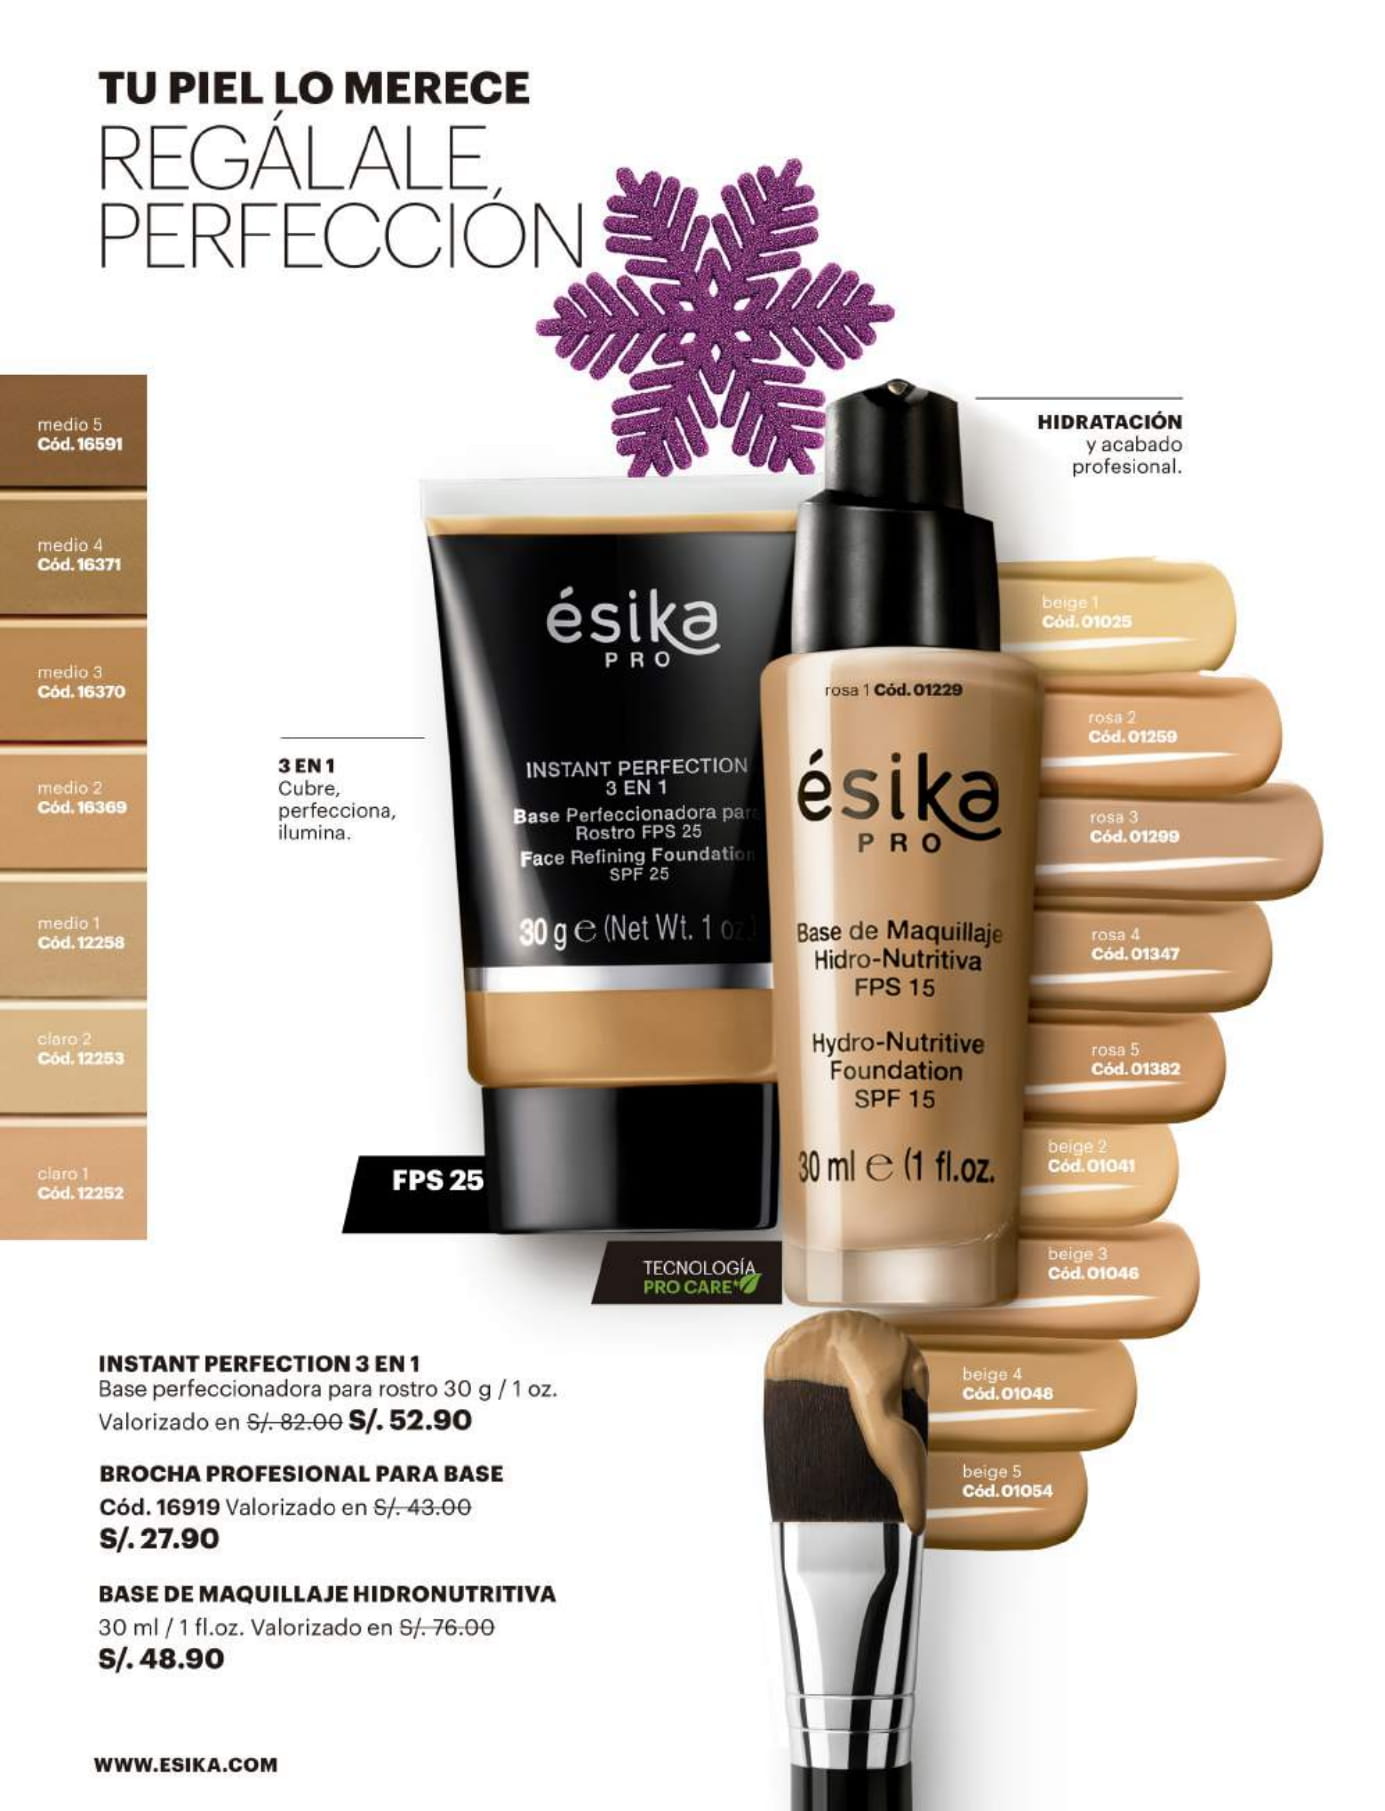 TU PIEL LO MERECE
REGÁLALE
PERFECCIÓN
medio 5
Cód. 16591
medio 4
Cód. 16371
medio 3
Cód. 16370
medio 2
Cód. 16369
medio 1
Cód. 12258
claro 2
Cód. 12253
claro 1
Cód. 12252
3 EN 1
Cubre,
perfecciona,
ilumina.
ésika
PRO
INSTANT PERFECTION
3 EN 1
Base Perfeccionadora para
Rostro FPS 25
Face Refining Foundation
SPF 25
30 g e (Net Wt. 1 oz.)
FPS 25
TECNOLOGÍA
PRO CARE+
HIDRATACIÓN
y acabado
profesional.
rosa 1 Cód. 01229
ésika
PRO
Base de Maquillaje
Hidro-Nutritiva
FPS 15
Hydro-Nutritive
Foundation
SPF 15
30 ml e (1 fl.oz.
beige 1
Cód. 01025
rosa 2
Cód. 01259
rosa 3
Cód. 01299
rosa 4
Cód. 01347
rosa 5
Cód. 01382
beige 2
Cód. 01041
beige 3
Cód. 01046
beige 4
Cód. 01048
beige 5
Cód. 01054
INSTANT PERFECTION 3 EN 1
Base perfeccionadora para rostro 30 g / 1 oz.
Valorizado en S/. 82.00 S/. 52.90
BROCHA PROFESIONAL PARA BASE
Cód. 16919 Valorizado en S/. 43.00
S/. 27.90
BASE DE MAQUILLAJE HIDRONUTRITIVA
30 ml / 1 fl.oz. Valorizado en S/. 76.00
S/. 48.90
WWW.ESIKA.COM